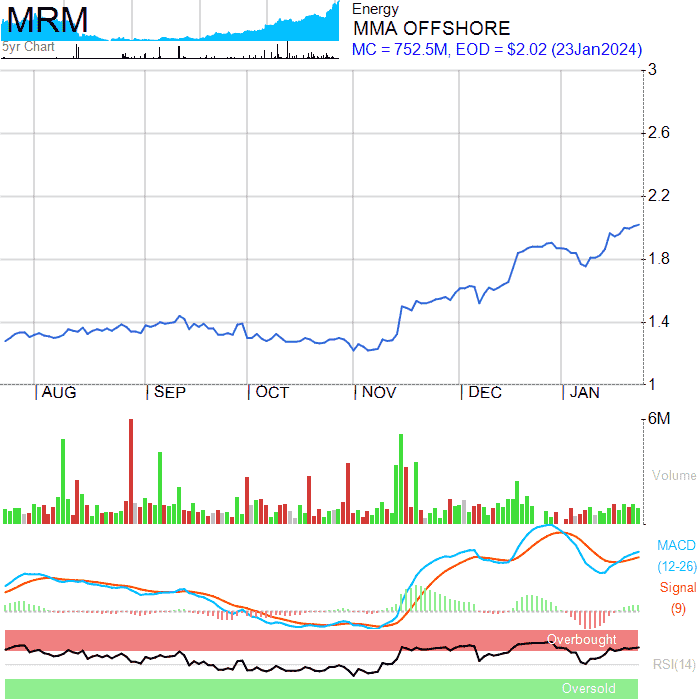 MRM
5yr Chart
Energy
MMA OFFSHORE
MC = 752.5M, EOD = $2.02 (23Jan2024)
3
2.6
2.2
1.8
1.4
1
AUG SEP OCT NOV DEC JAN
6M
Volume
MACD
(12-26)
Signal
(9)
Overbought
RSI(14)
Oversold